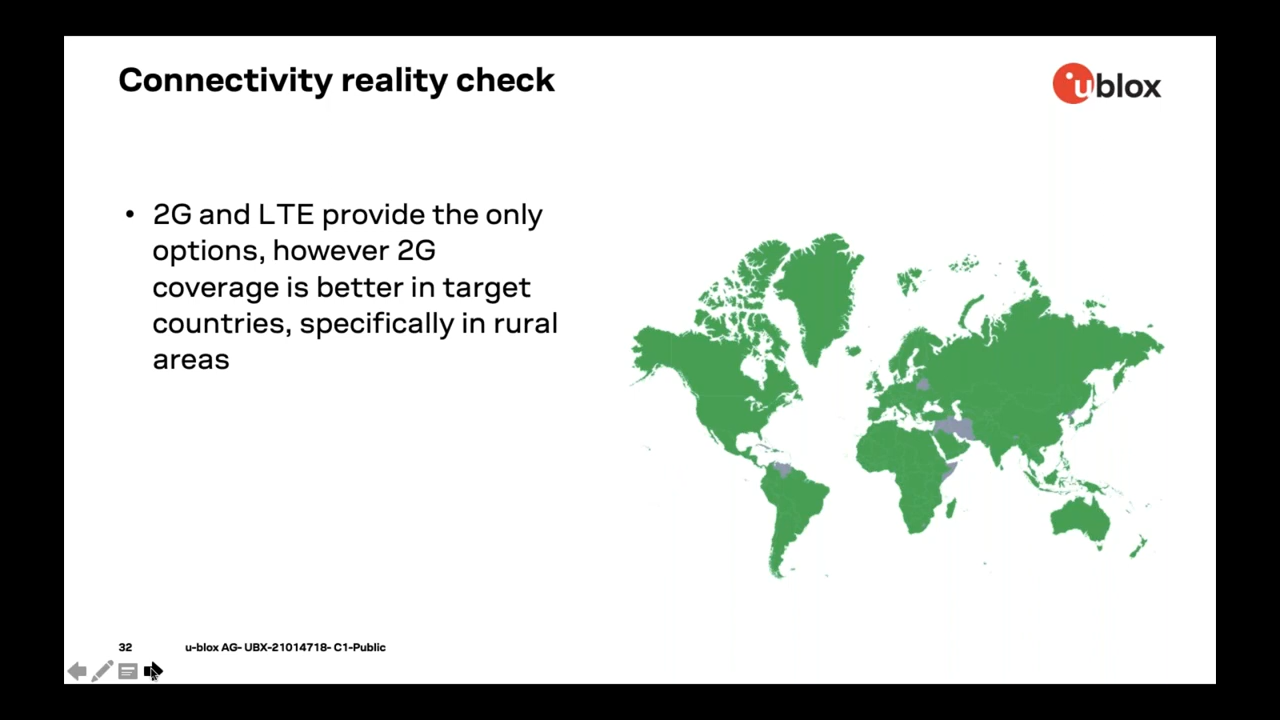 Connectivity reality check
ublox
• 2G and LTE provide the only
options, however 2G
coverage is better in target
countries, specifically in rural
areas
32
u-blox AG- UBX-21014718- C1-Public